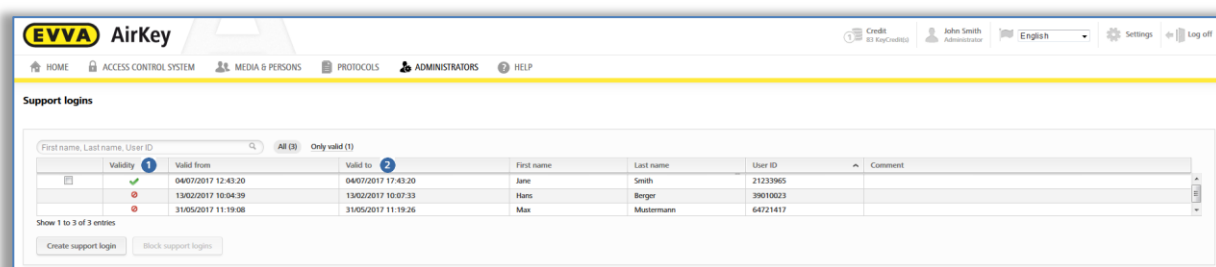 EVVA AirKey
Credit
83 KeyCredit(s)
John Smith
Administrator
English
Settings
Log off
HOME ACCESS CONTROL SYSTEM MEDIA & PERSONS PROTOCOLS ADMINISTRATORS HELP
Support logins
First name, Last name, User ID All (3) Only valid (1)
Validity 1 Valid from Valid to 2 First name Last name User ID Comment
04/07/2017 12:43:20 04/07/2017 17:43:20 Jane Smith 21233965
13/02/2017 10:04:39 13/02/2017 10:07:33 Hans Berger 39010023
31/05/2017 11:19:08 31/05/2017 11:19:26 Max Mustermann 64721417
Show 1 to 3 of 3 entries
Create support login Block support logins